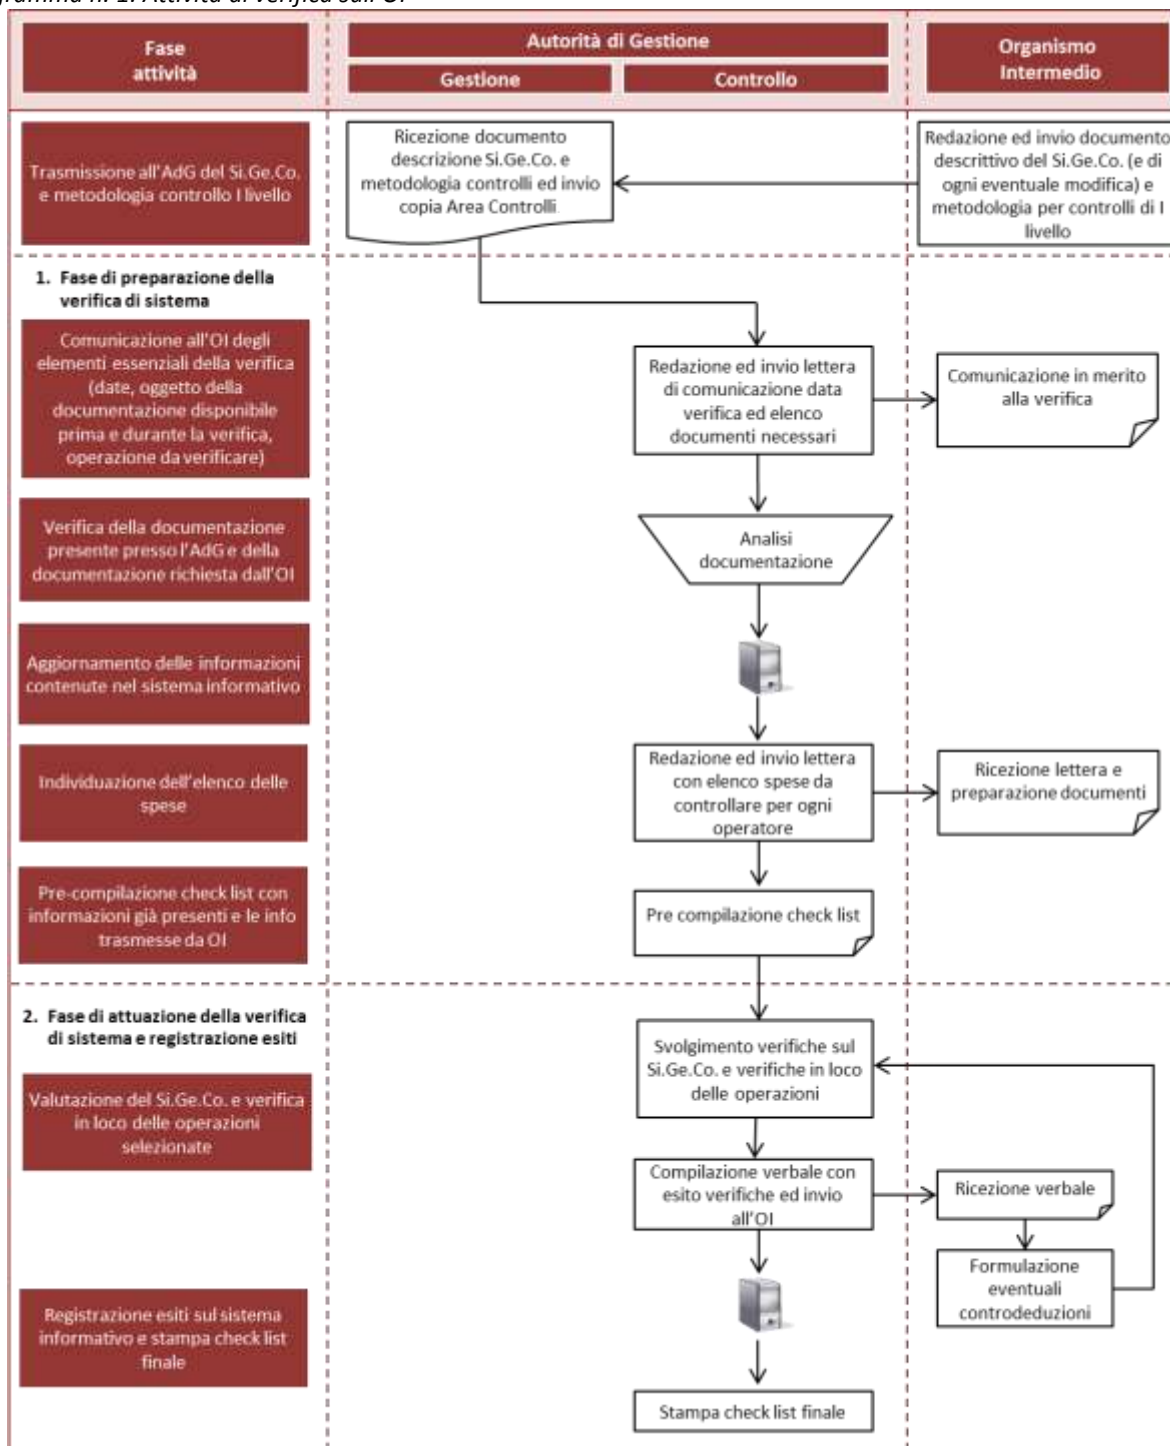 gramma n. 1: Attività di verifica sull'OI
Fase
attività
Autorità di Gestione
Gestione
Controllo
Organismo
Intermedio
Trasmissione all'AdG del Si.Ge.Co.
e metodologia controllo I livello
Ricezione documento
descrizione Si.Ge.Co. e
metodologia controlli ed invio
copia Area Controlli
Redazione ed invio documento
descrittivo del Si.Ge.Co. (e di
ogni eventuale modifica) e
metodologia per controlli di I
livello
1. Fase di preparazione della
verifica di sistema
Comunicazione all'OI degli
elementi essenziali della verifica
(date, oggetto della
documentazione disponibile
prima e durante la verifica,
operazione da verificare)
Redazione ed invio lettera
di comunicazione data
verifica ed elenco
documenti necessari
Comunicazione in merito
alla verifica
Verifica della documentazione
presente presso l'AdG e della
documentazione richiesta dall'OI
Analisi
documentazione
Aggiornamento delle informazioni
contenute nel sistema informativo
Individuazione dell'elenco delle
spese
Redazione ed invio lettera
con elenco spese da
controllare per ogni
operatore
Ricezione lettera e
preparazione documenti
Pre-compilazione check list con
informazioni già presenti e le info
trasmesse da OI
Pre compilazione check list
2. Fase di attuazione della verifica
di sistema e registrazione esiti
Valutazione del Si.Ge.Co. e verifica
in loco delle operazioni
selezionate
Svolgimento verifiche sul
Si.Ge.Co. e verifiche in loco
delle operazioni
Compilazione verbale con
esito verifiche ed invio
all'OI
Ricezione verbale
Formulazione
eventuali
controdeduzioni
Registrazione esiti sul sistema
informativo e stampa check list
finale
Stampa check list finale